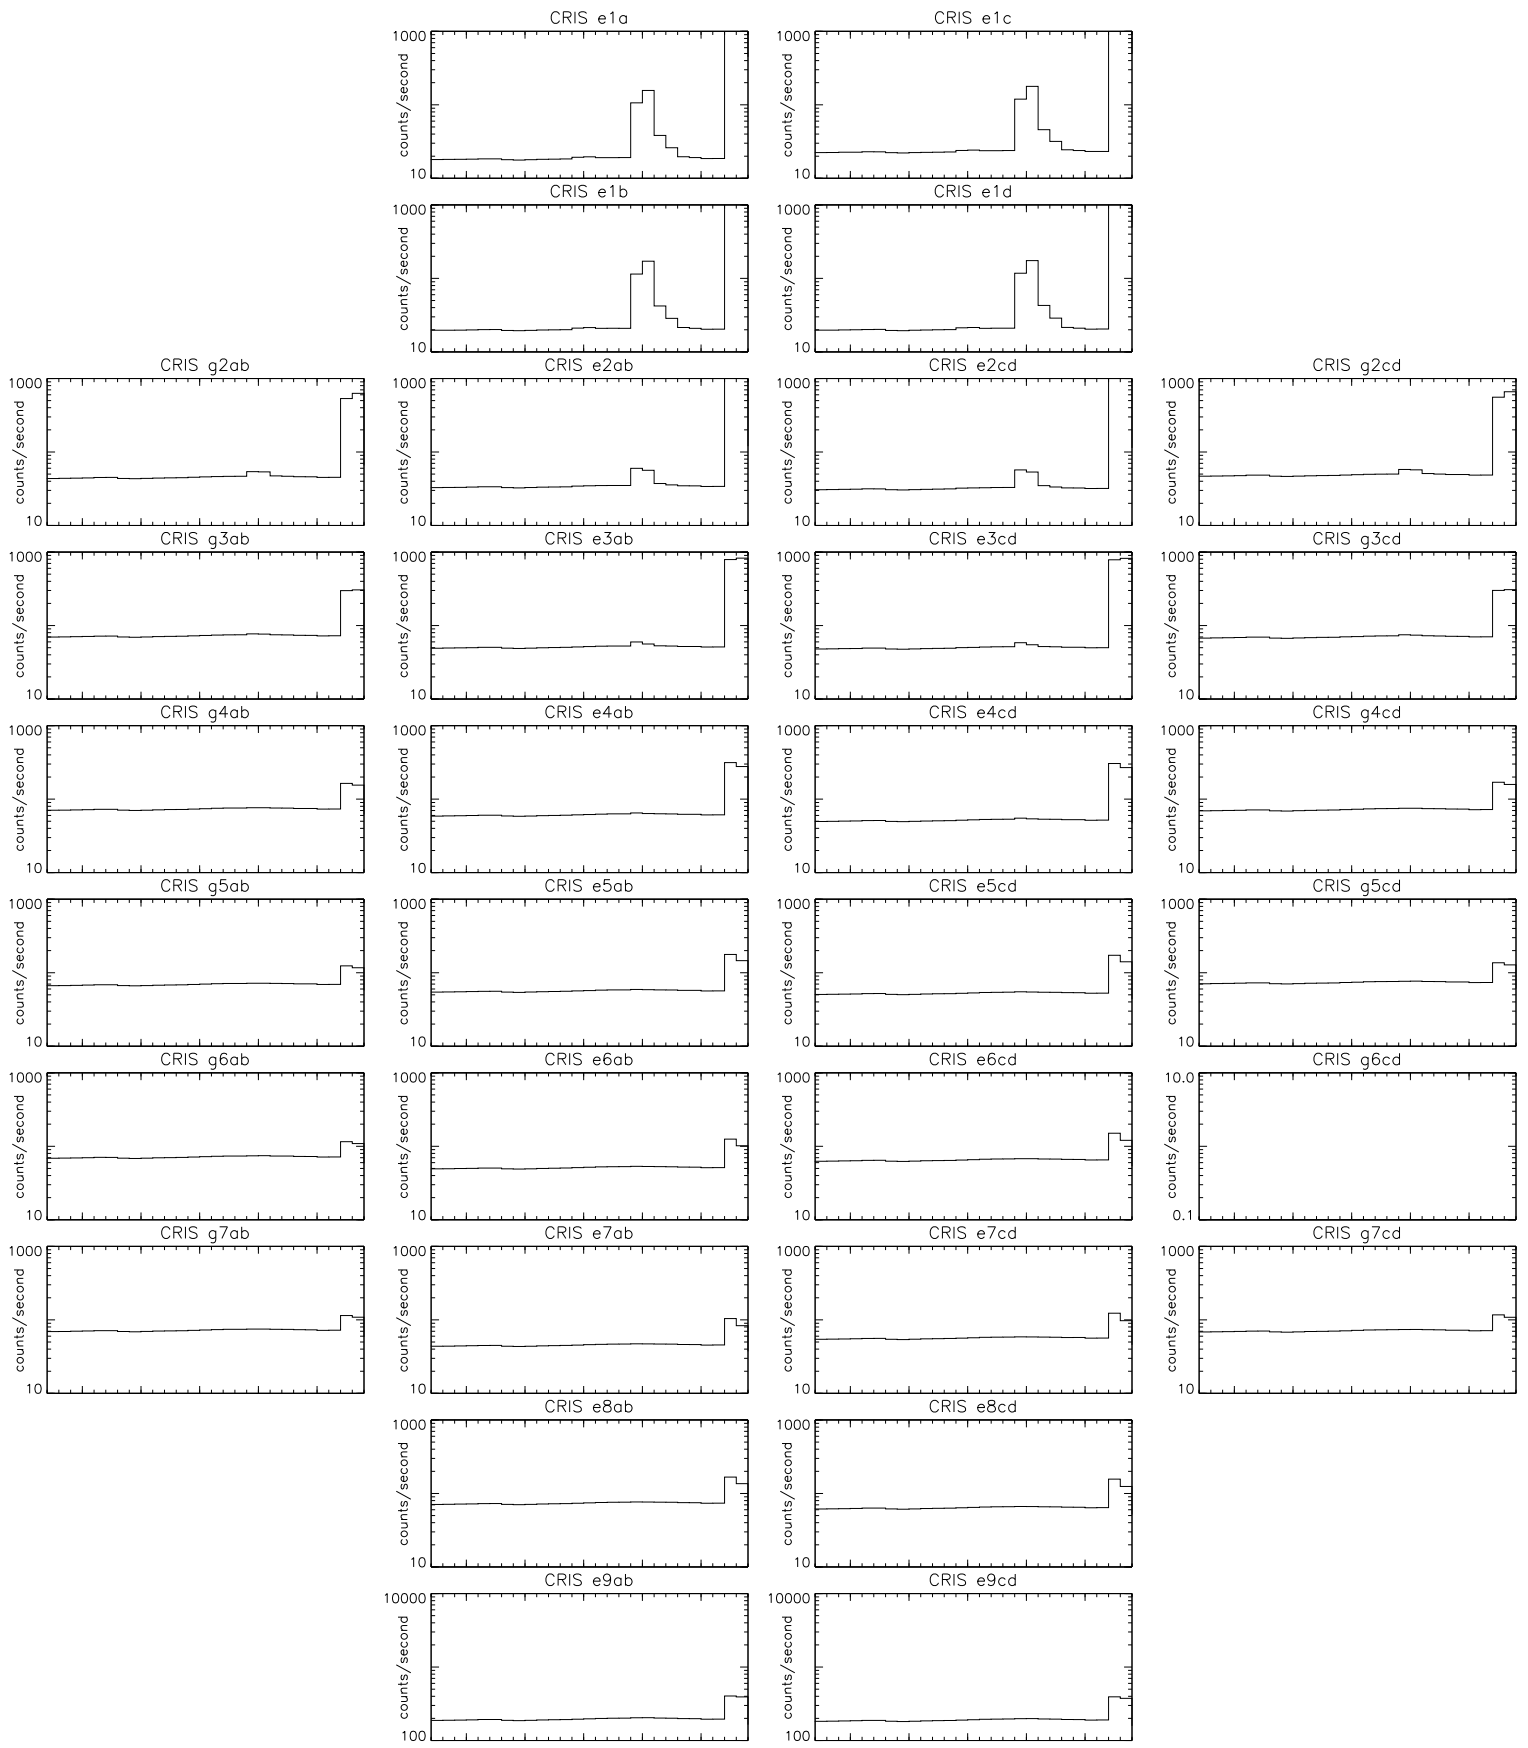 CRIS e1a
CRIS e1c
1000
counts/second
10
1000
counts/second
10
CRIS e1b
CRIS e1d
1000
counts/second
10
1000
counts/second
10
CRIS g2ab
CRIS e2ab
CRIS e2cd
CRIS g2cd
1000
counts/second
10
1000
counts/second
10
1000
counts/second
10
1000
counts/second
10
CRIS g3ab
CRIS e3ab
CRIS e3cd
CRIS g3cd
1000
counts/second
10
1000
counts/second
10
1000
counts/second
10
1000
counts/second
10
CRIS g4ab
CRIS e4ab
CRIS e4cd
CRIS g4cd
1000
counts/second
10
1000
counts/second
10
1000
counts/second
10
1000
counts/second
10
CRIS g5ab
CRIS e5ab
CRIS e5cd
CRIS g5cd
1000
counts/second
10
1000
counts/second
10
1000
counts/second
10
1000
counts/second
10
CRIS g6ab
CRIS e6ab
CRIS e6cd
CRIS g6cd
1000
counts/second
10
1000
counts/second
10
1000
counts/second
10
10.0
counts/second
0.1
CRIS g7ab
CRIS e7ab
CRIS e7cd
CRIS g7cd
1000
counts/second
10
1000
counts/second
10
1000
counts/second
10
1000
counts/second
10
CRIS e8ab
CRIS e8cd
1000
counts/second
10
1000
counts/second
10
CRIS e9ab
CRIS e9cd
10000
counts/second
100
10000
counts/second
100